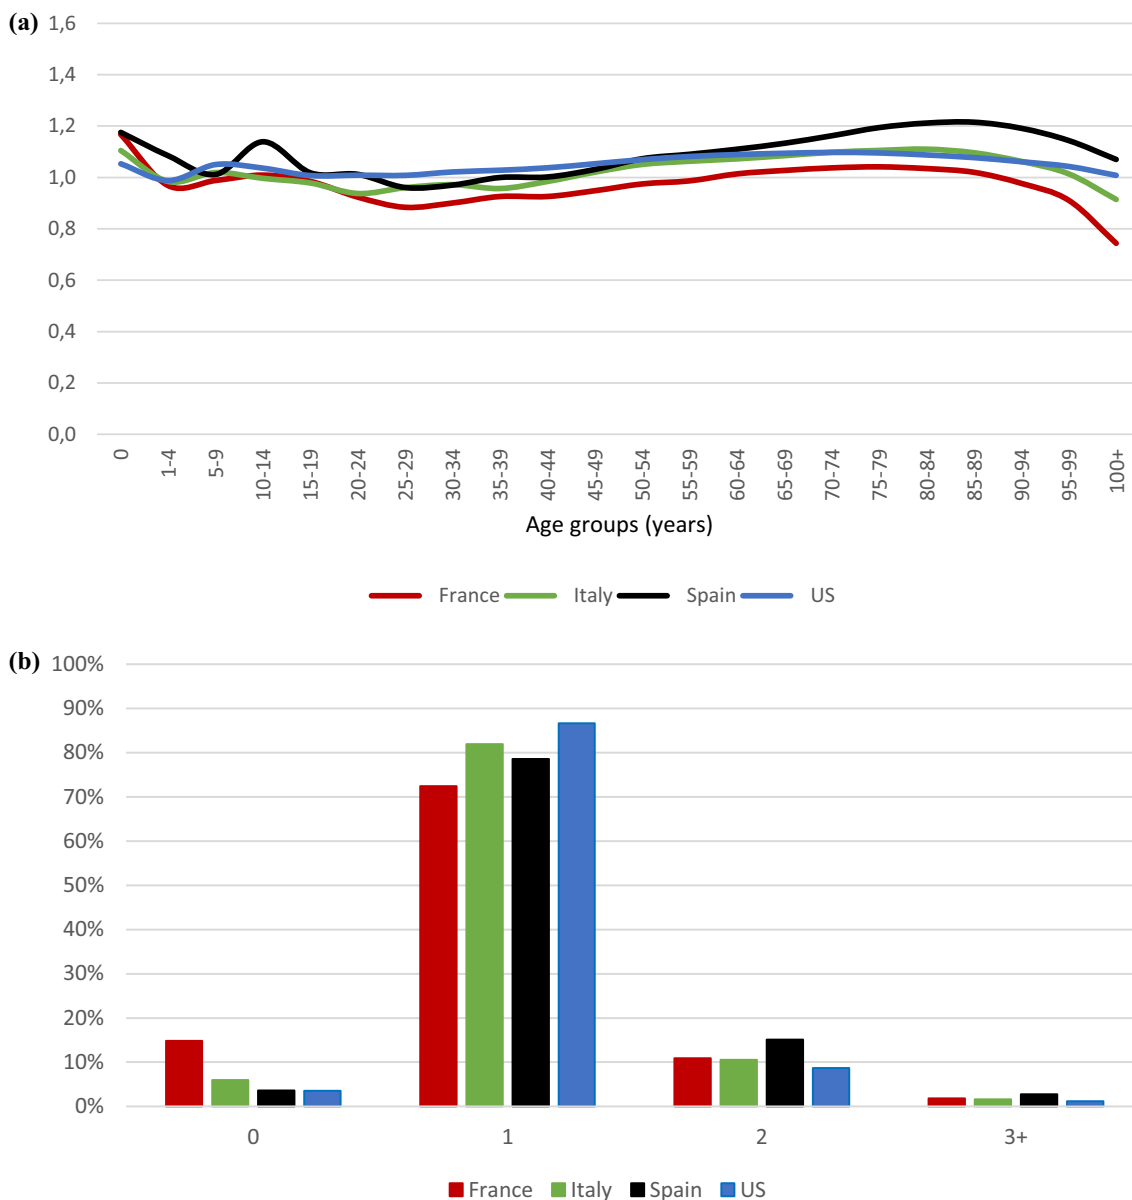 (a)
1,6
1,4
1,2
1,0
0,8
0,6
0,4
0,2
0,0
0 1-4 5-9 10-14 15-19 20-24 25-29 30-34 35-39 40-44 45-49 50-54 55-59 60-64 65-69 70-74 75-79 80-84 85-89 90-94 95-99 100+
Age groups (years)
France Italy Spain US
(b)
100%
90%
80%
70%
60%
50%
40%
30%
20%
10%
0%
0 1 2 3+
France Italy Spain US